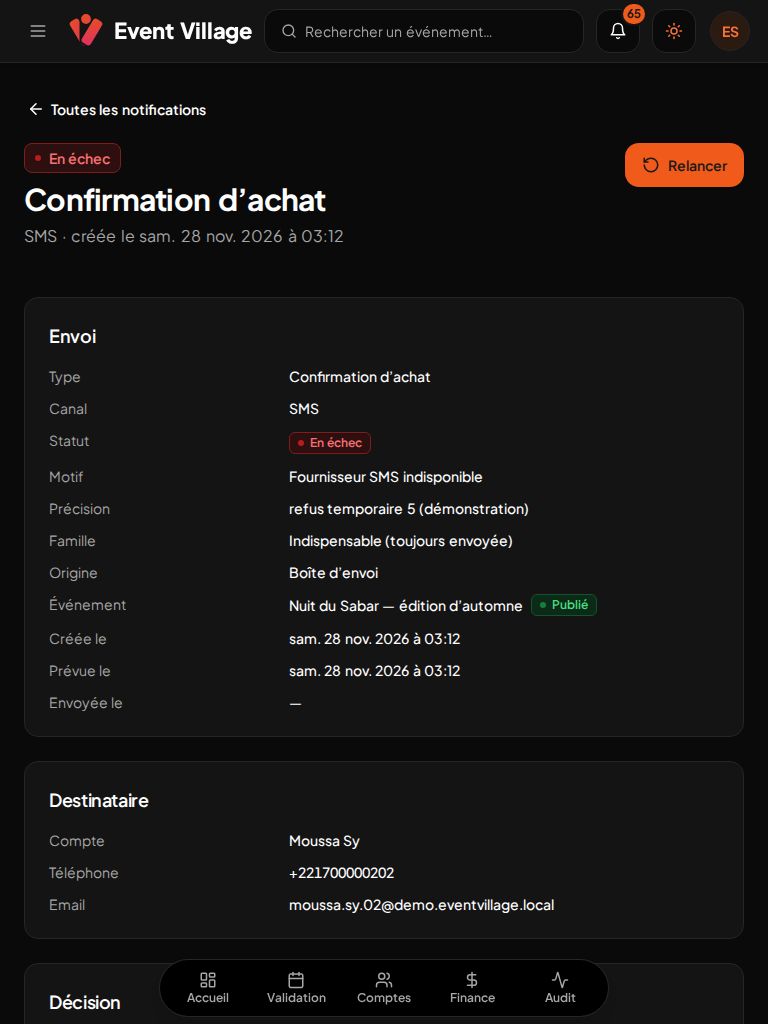 Event Village
Rechercher un événement…
65
ES
Toutes les notifications
En échec
Relancer
Confirmation d’achat
SMS · créée le sam. 28 nov. 2026 à 03:12
Envoi
Type Confirmation d’achat
Canal SMS
Statut En échec
Motif Fournisseur SMS indisponible
Précision refus temporaire 5 (démonstration)
Famille Indispensable (toujours envoyée)
Origine Boîte d’envoi
Événement Nuit du Sabar — édition d’automne Publié
Créée le sam. 28 nov. 2026 à 03:12
Prévue le sam. 28 nov. 2026 à 03:12
Envoyée le —
Destinataire
Compte Moussa Sy
Téléphone +221700000202
Email moussa.sy.02@demo.eventvillage.local
Décision
Accueil Validation Comptes Finance Audit